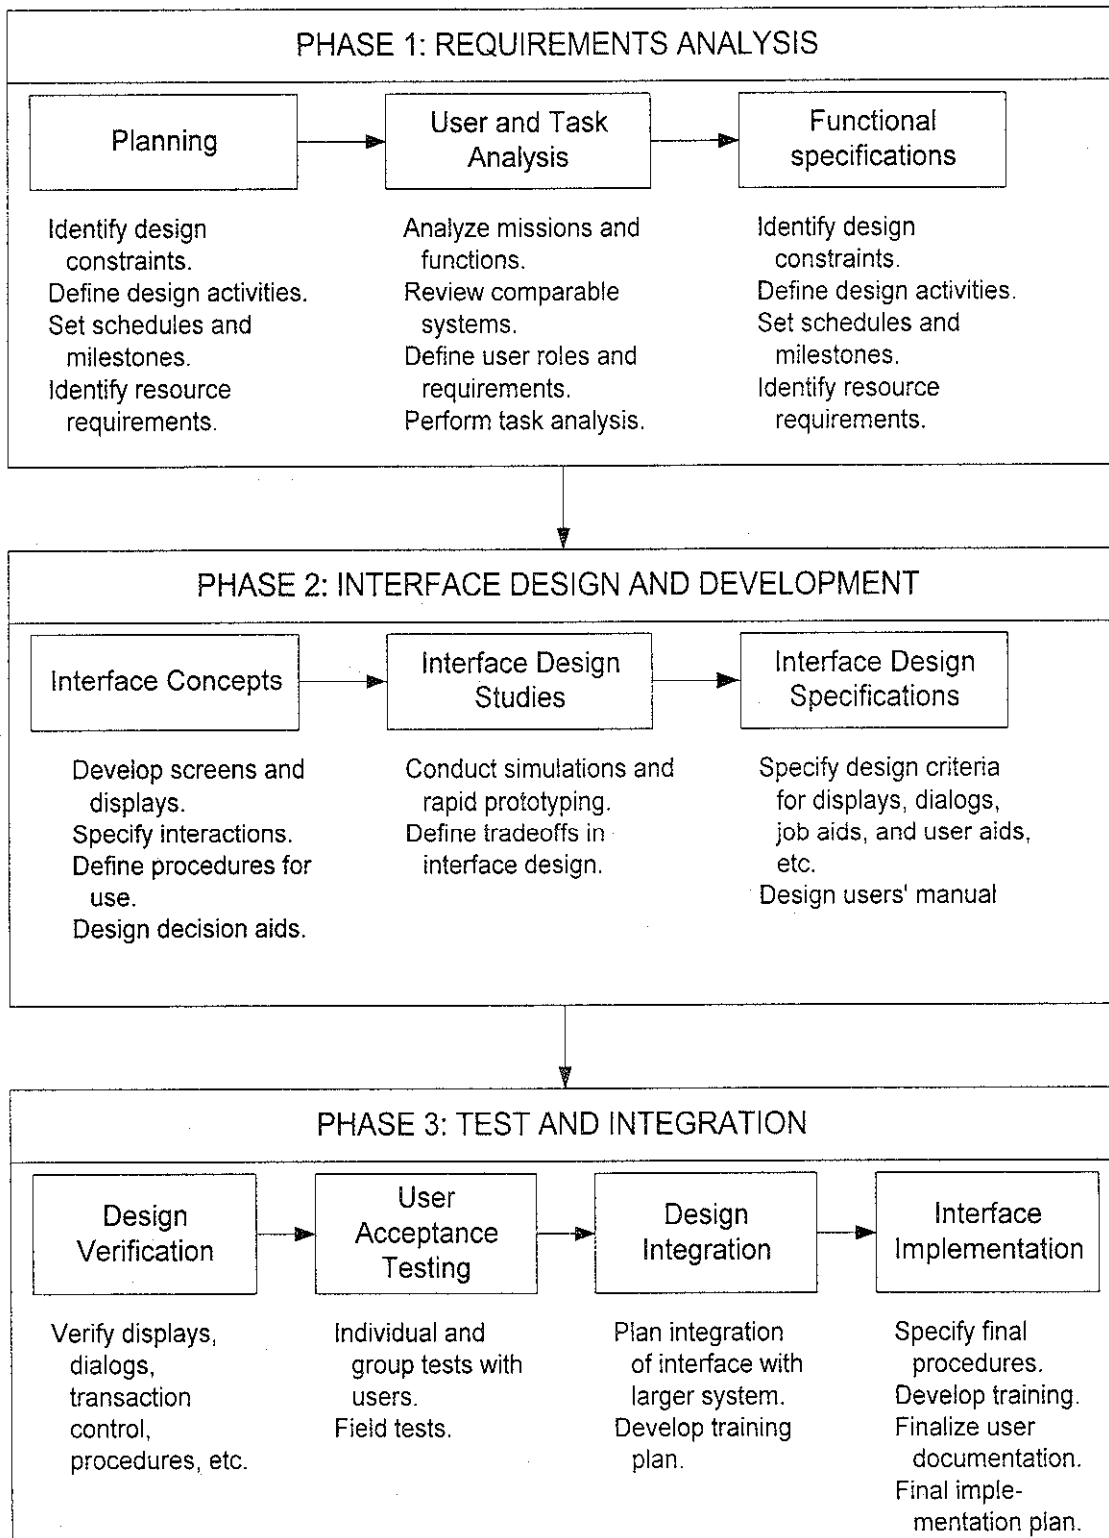 PHASE 1: REQUIREMENTS ANALYSIS
Planning
User and Task
Analysis
Functional
specifications
Identify design
constraints.
Define design activities.
Set schedules and
milestones.
Identify resource
requirements.
Analyze missions and
functions.
Review comparable
systems.
Define user roles and
requirements.
Perform task analysis.
Identify design
constraints.
Define design activities.
Set schedules and
milestones.
Identify resource
requirements.
PHASE 2: INTERFACE DESIGN AND DEVELOPMENT
Interface Concepts
Interface Design
Studies
Interface Design
Specifications
Develop screens and
displays.
Specify interactions.
Define procedures for
use.
Design decision aids.
Conduct simulations and
rapid prototyping.
Define tradeoffs in
interface design.
Specify design criteria
for displays, dialogs,
job aids, and user aids,
etc.
Design users' manual
PHASE 3: TEST AND INTEGRATION
Design
Verification
User
Acceptance
Testing
Design
Integration
Interface
Implementation
Verify displays,
dialogs,
transaction
control,
procedures, etc.
Individual and
group tests with
users.
Field tests.
Plan integration
of interface with
larger system.
Develop training
plan.
Specify final
procedures.
Develop training.
Finalize user
documentation.
Final imple-
mentation plan.